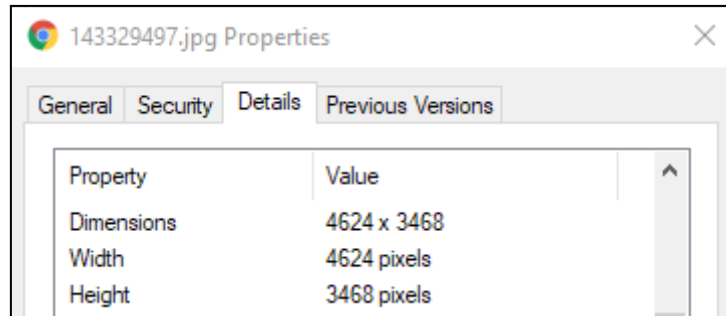 143329497.jpg Properties
General Security Details Previous Versions
Property Value
Dimensions 4624 x 3468
Width 4624 pixels
Height 3468 pixels